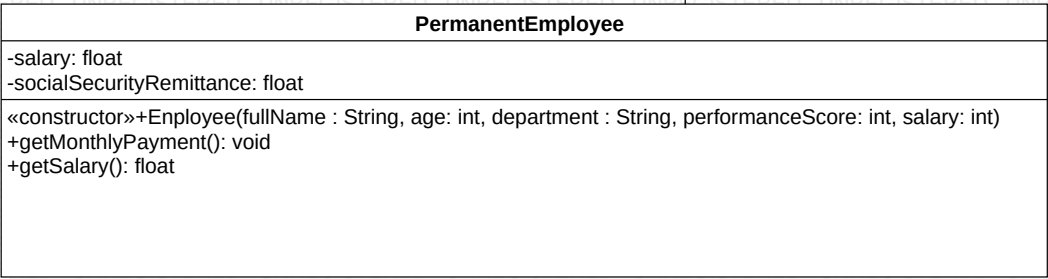 PermanentEmployee
-salary: float
-socialSecurityRemittance: float
«constructor»+Enployee(fullName : String, age: int, department : String, performanceScore: int, salary: int)
+getMonthlyPayment(): void
+getSalary(): float